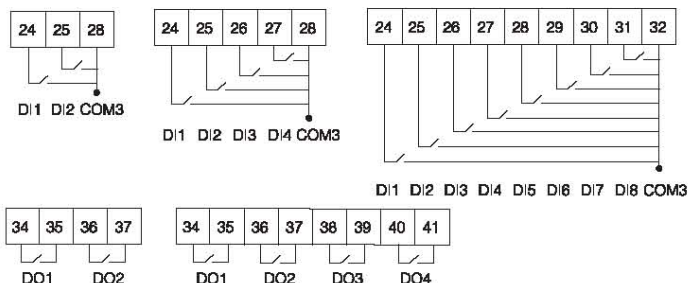 24 25 28
DI1 DI2 COM3
24 25 26 27 28
DI1 DI2 DI3 DI4 COM3
24 25 26 27 28 29 30 31 32
DI1 DI2 DI3 DI4 DI5 DI6 DI7 DI8 COM3
34 35 36 37
DO1 DO2
34 35 36 37 38 39 40 41
DO1 DO2 DO3 DO4